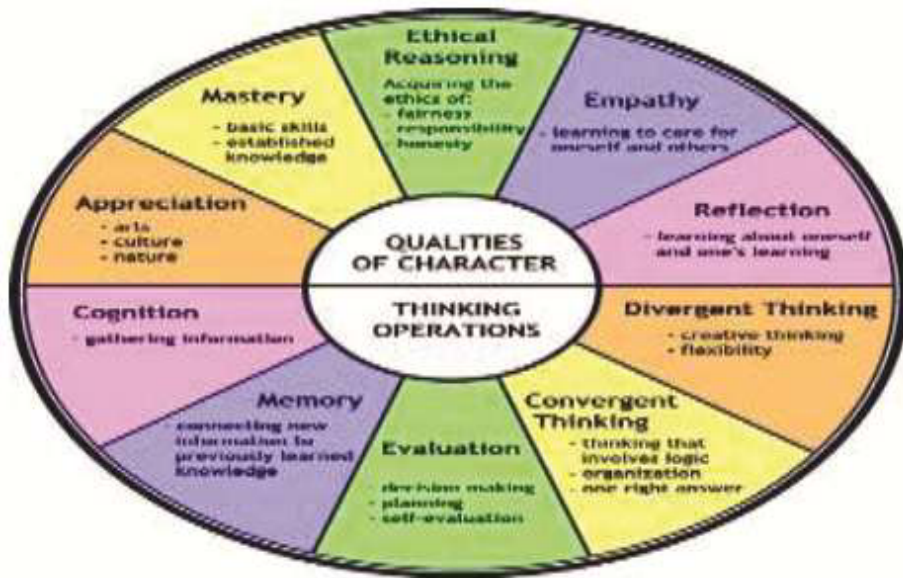 Ethical
Reasoning
Acquiring the
ethics of:
- fairness
- responsibility
- honesty
Mastery
- basic skills
- established
knowledge
Empathy
- learning to care for
oneself and others
Appreciation
- arts
- culture
- nature
Reflection
- learning about oneself
and one's learning
QUALITIES
OF CHARACTER
THINKING
OPERATIONS
Cognition
- gathering information
Divergent Thinking
- creative thinking
- flexibility
Memory
- connecting new
information to
previously learned
knowledge
Evaluation
- decision making
- planning
- self-evaluation
Convergent
Thinking
- thinking that
involves logic
- organization
- one right answer